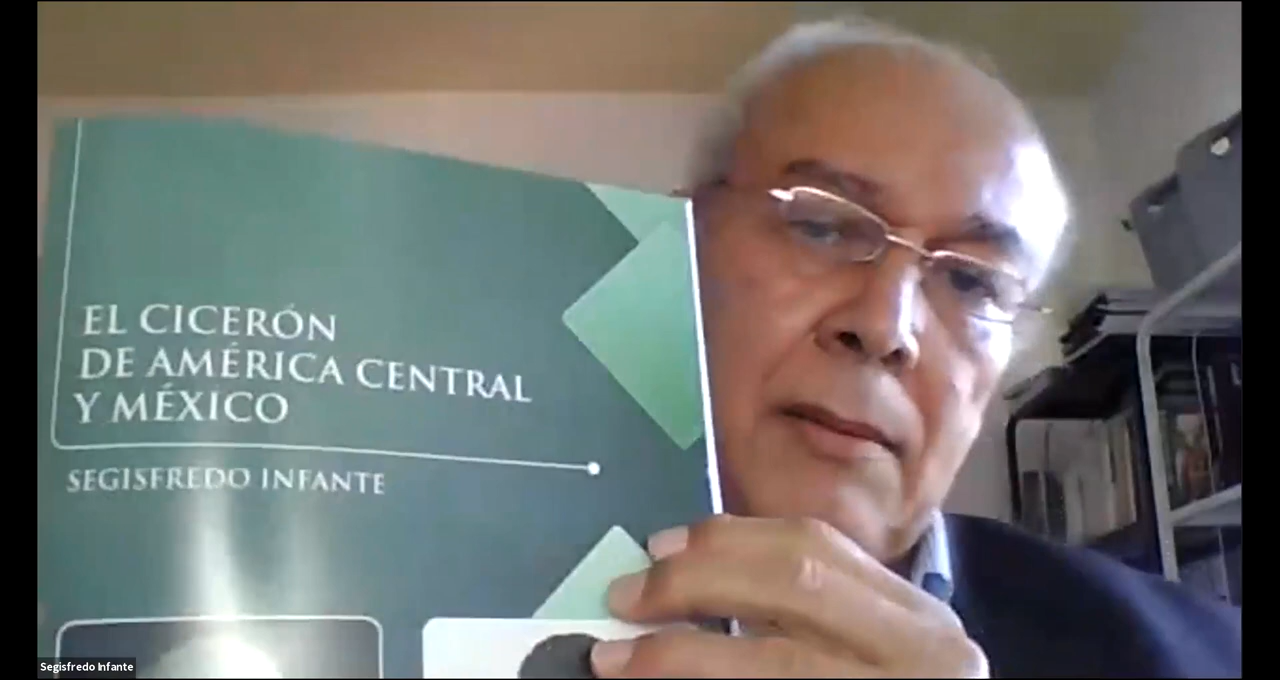 EL CICERÓN
DE AMÉRICA CENTRAL
Y MÉXICO
SEGISFREDO INFANTE
Segisfredo Infante